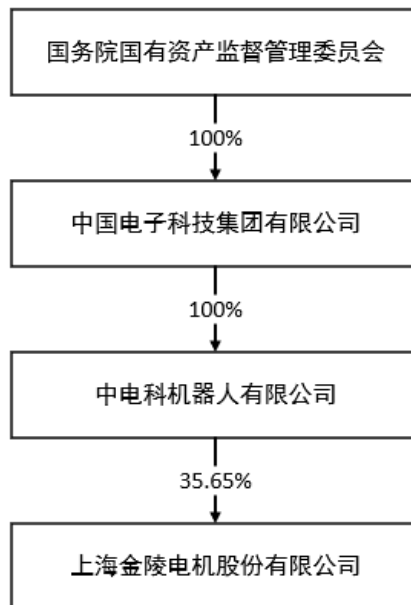 国务院国有资产监督管理委员会
100%
中国电子科技集团有限公司
100%
中电科机器人有限公司
35.65%
上海金陵电机股份有限公司